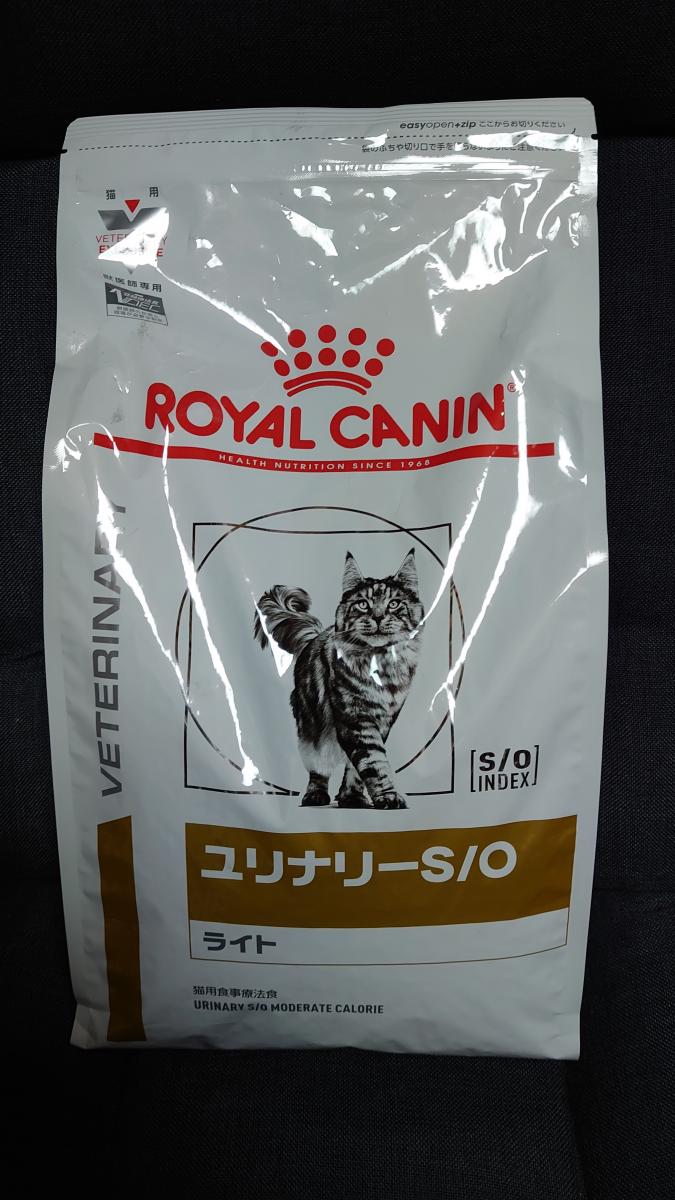 easyopen+zip ここからお切りください
猫 用
VETERINARY
医師専用
ROYAL CANIN®
HEALTH NUTRITION SINCE 1968
VETERINARY
[S/O
INDEX]
ユリナリーS/O
ライト
猫用食事療法食
URINARY S/O MODERATE CALORIE